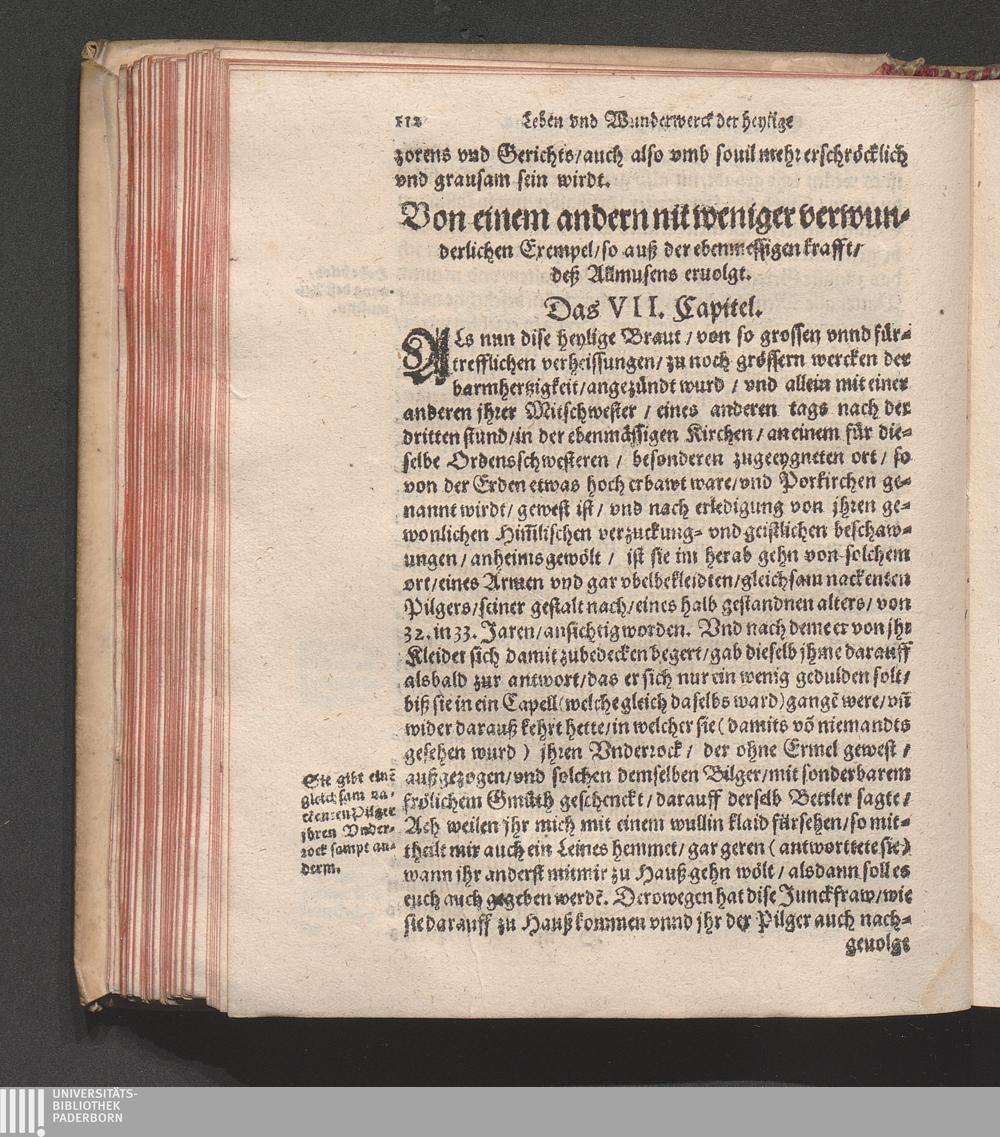 112 Leben vnd Wunderwerck der heylige
zorens vnd Gerichts/auch also vmb souil mehr erschröcklich
vnd grausam sein wirdt.
Von einem andern nit weniger verwun-
derlichen Exempel/so auß der ebenmessigen krafft/
deß Allmusens eruolgt.
Das VII. Capitel.
ALs nun dise heylige Braut / von so grossen vnnd für-
trefflichen verheissungen/ zu noch grössern wercken der
barmhertzigkeit/angezündt wurd / vnd allein mit einer
anderen jhrer Mitschwester / eines anderen tags nach der
dritten stund/in der ebenmässigen Kirchen / an einem für die-
selbe Ordensschwesteren / besonderen zugeeygneten ort / so
von der Erden etwas hoch erbawt ware/vnd Porkirchen ge-
nannt wirdt/ gewest ist / vnd nach erledigung von jhren ge-
wonlichen Him̃lischen verzuckung- vnd geistlichen beschaw-
ungen / anheims gewölt / ist sie im herab gehn von solchem
ort/eines Armen vnd gar vbelbekleidten/gleichsam nackenten
Pilgers/seiner gestalt nach/eines halb gestandnen alters/ von
32. in 33. Jaren/ansichtig worden. Vnd nach deme er von jhr
Kleider sich damit zubedecken begert/gab dieselb jhme darauff
alsbald zur antwort/das er sich nur ein wenig gedulden solt/
biß sie in ein Capell (welche gleich daselbs ward) gangẽ were/vñ
wider darauß kehrt hette/in welcher sie ( damits võ niemandts
gesehen wurd ) jhren Vnderrock / der ohne Ermel gewest /
außgezogen/vnd solchen demselben Bilger/mit sonderbarem
frölichem Gmüth geschenckt / darauff derselb Bettler sagte /
Ach weilen jhr mich mit einem wullin klaid fürsehen/so mit-
theilt mir auch ein Leines hemmet/ gar geren ( antworttete sie)
wann jhr anderst mit mir zu Hauß gehn wölt / alsdann soll es
euch auch gegeben werdẽ. Derowegen hat dise Junckfraw/wie
sie darauff zu Hauß kommen vnnd jhr der Pilger auch nach-
geuolgt
Sie gibt einẽ
gleichsam na-
ckenten Pilger
jhren Vnder-
rock sampt an-
derm.
UNIVERSITÄTS-
BIBLIOTHEK
PADERBORN